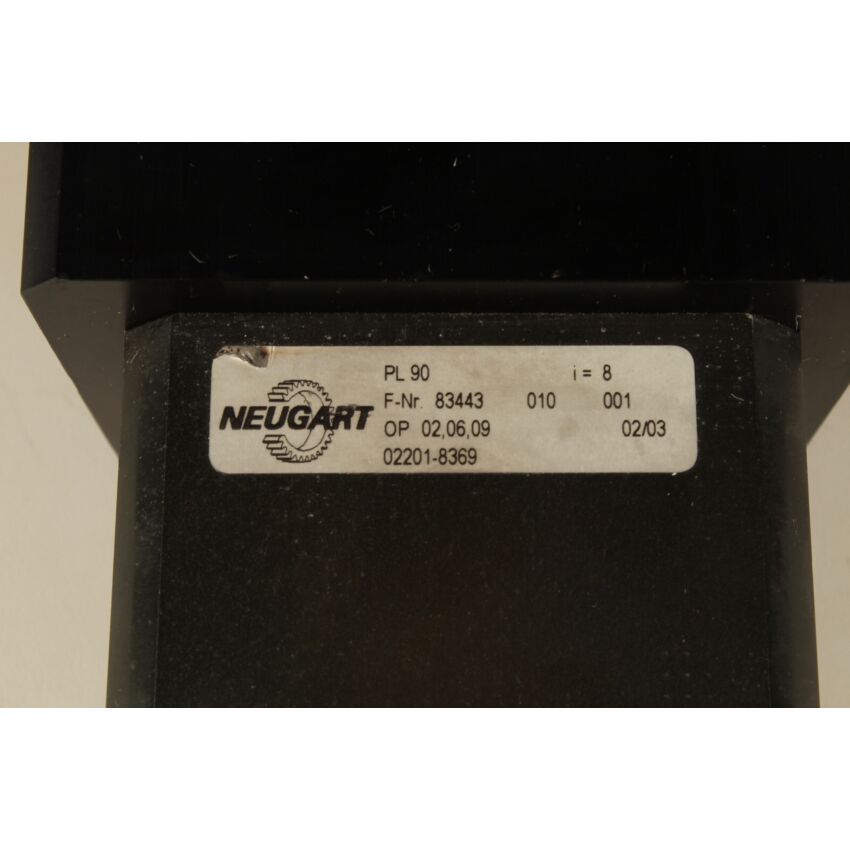 NEUGART
PL 90 i = 8
F-Nr. 83443 010 001
OP 02,06,09 02/03
02201-8369